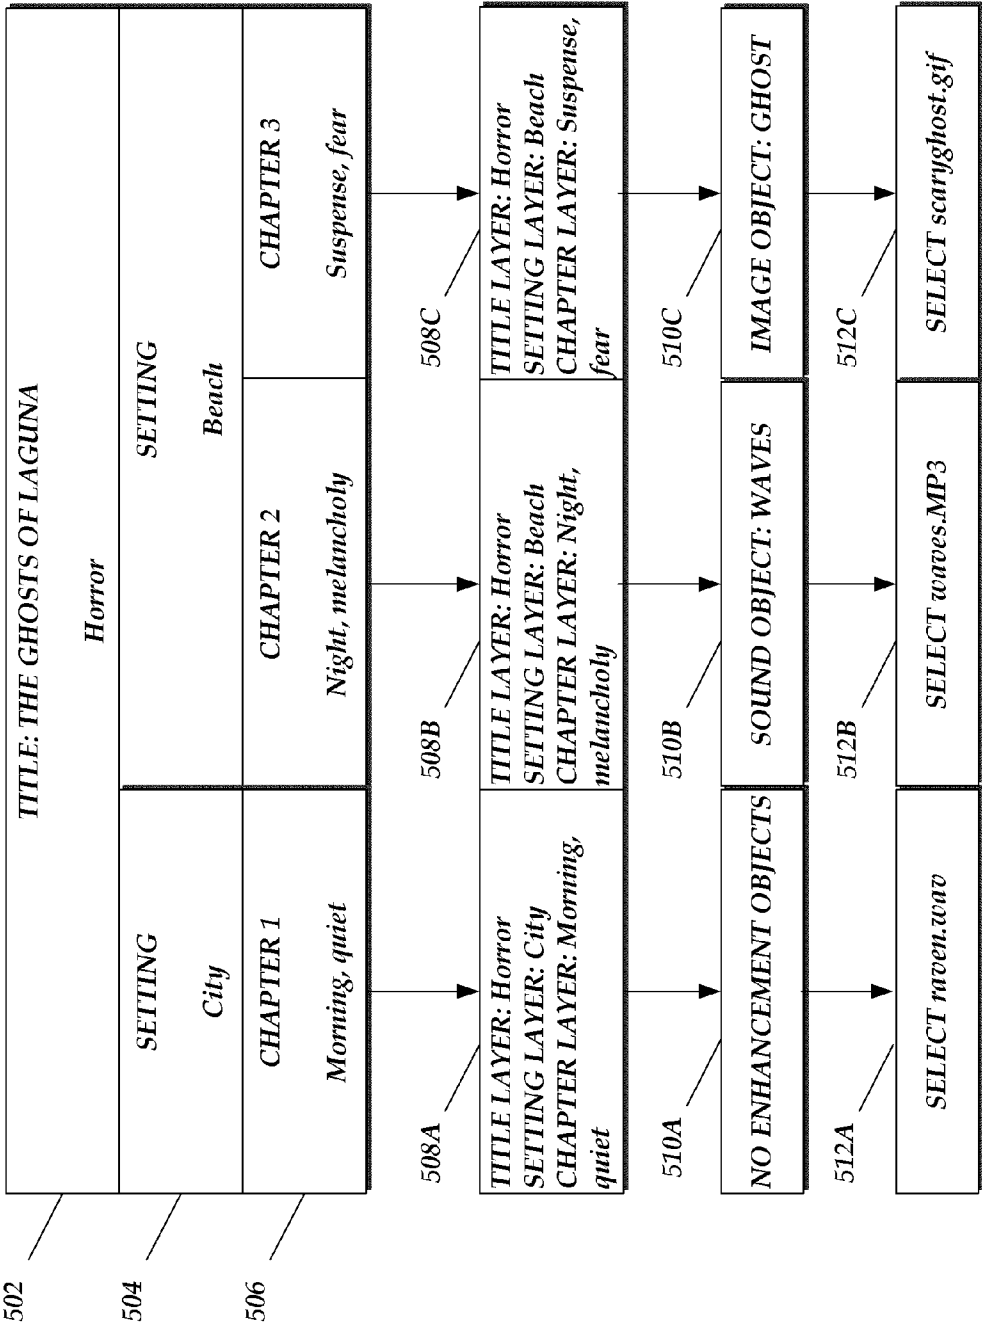 502
TITLE: THE GHOSTS OF LAGUNA
Horror
504
SETTING
City
SETTING
Beach
506
CHAPTER 1
Morning, quiet
CHAPTER 2
Night, melancholy
CHAPTER 3
Suspense, fear
508A
TITLE LAYER: Horror
SETTING LAYER: City
CHAPTER LAYER: Morning,
quiet
508B
TITLE LAYER: Horror
SETTING LAYER: Beach
CHAPTER LAYER: Night,
melancholy
508C
TITLE LAYER: Horror
SETTING LAYER: Beach
CHAPTER LAYER: Suspense,
fear
510A
NO ENHANCEMENT OBJECTS
510B
SOUND OBJECT: WAVES
510C
IMAGE OBJECT: GHOST
512A
SELECT raven.wav
512B
SELECT waves.MP3
512C
SELECT scaryghost.gif